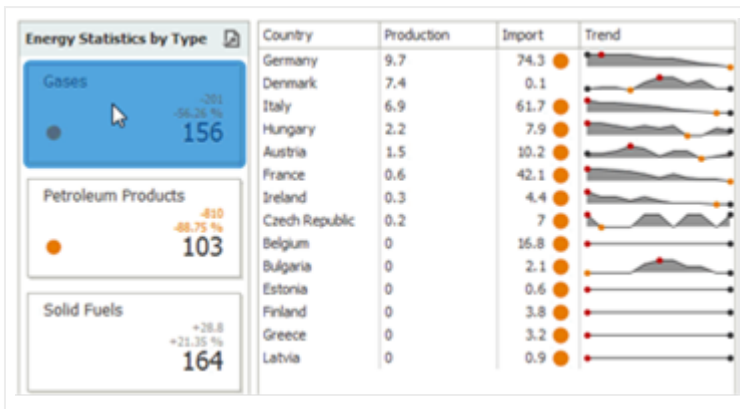 Energy Statistics by Type
Gases
-201
-56.26 %
156
Petroleum Products
-810
-88.75 %
103
Solid Fuels
+28.8
+21.35 %
164
Country Production Import Trend
Germany 9.7 74.3
Denmark 7.4 0.1
Italy 6.9 61.7
Hungary 2.2 7.9
Austria 1.5 10.2
France 0.6 42.1
Ireland 0.3 4.4
Czech Republic 0.2 7
Belgium 0 16.8
Bulgaria 0 2.1
Estonia 0 0.6
Finland 0 3.8
Greece 0 3.2
Latvia 0 0.9